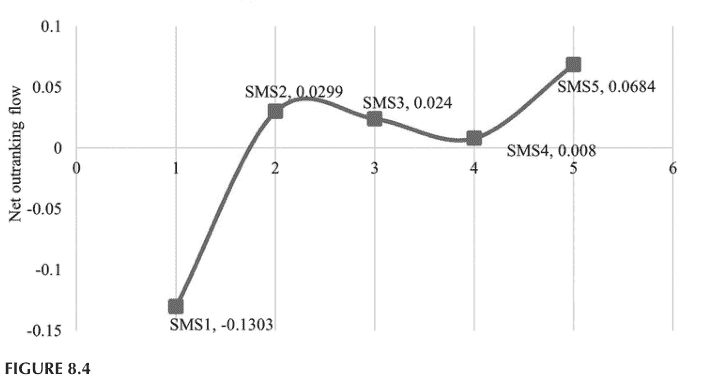 0.1
SMS2, 0.0299
0.05
SMS3, 0.024
SMS5, 0.0684
Net outranking flow
0
SMS4, 0.008
0 1 2 3 4 5 6
-0.05
-0.1
SMS1, -0.1303
-0.15
FIGURE 8.4